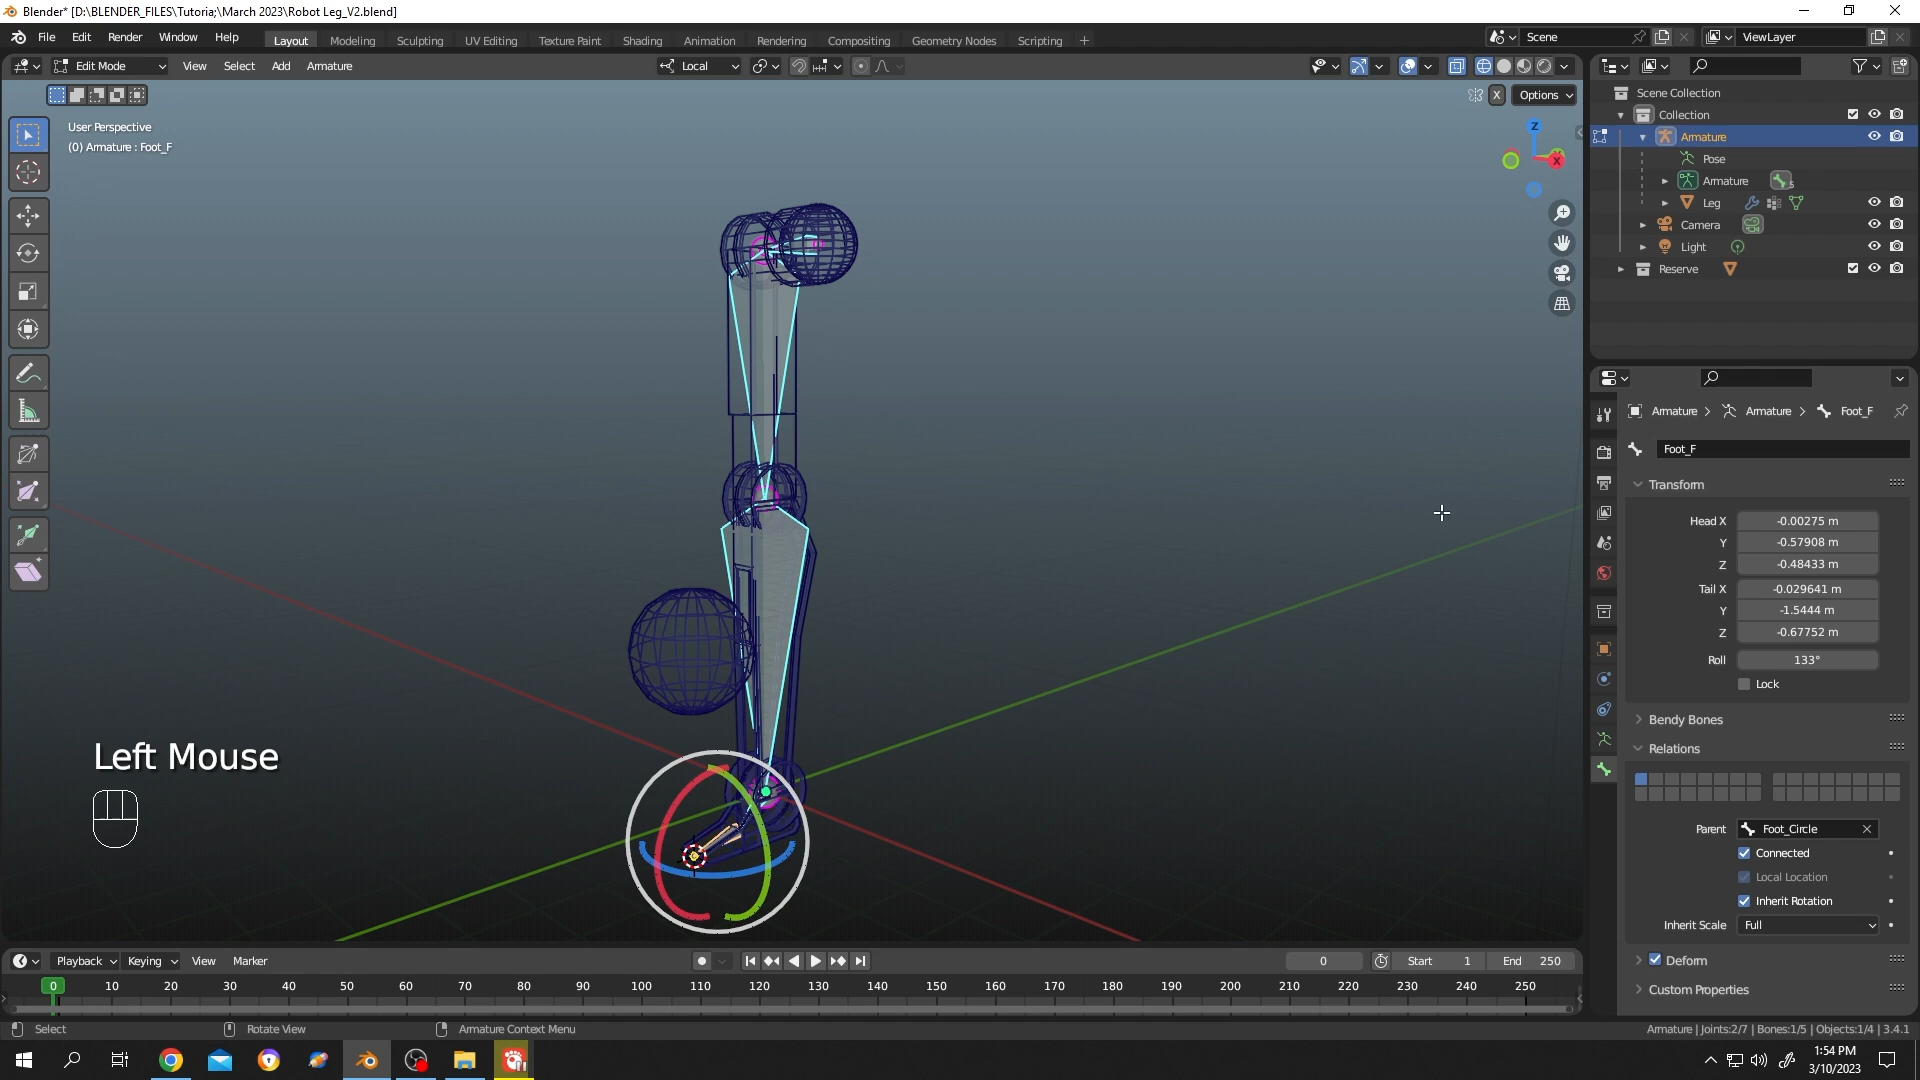 Blender* [D:\BLENDER_FILES\Tutoria;\March 2023\Robot Leg_V2.blend]
File Edit Render Window Help
Layout Modeling Sculpting UV Editing Texture Paint Shading Animation Rendering Compositing Geometry Nodes Scripting +
Scene
ViewLayer
Edit Mode View Select Add Armature
Local
X Options
User Perspective
(0) Armature : Foot_F
Z
X
Scene Collection
Collection
Armature
Pose
Armature 5
Leg
Camera
Light
Reserve
Armature > Armature > Foot_F
Foot_F
Transform
Head X -0.00275 m
Y -0.57908 m
Z -0.48433 m
Tail X -0.029641 m
Y -1.5444 m
Z -0.67752 m
Roll 133°
Lock
Bendy Bones
Relations
Parent Foot_Circle
Connected
Local Location
Inherit Rotation
Inherit Scale Full
Deform
Custom Properties
Left Mouse
Playback Keying View Marker
0 Start 1 End 250
0 10 20 30 40 50 60 70 80 90 100 110 120 130 140 150 160 170 180 190 200 210 220 230 240 250
Select Rotate View Armature Context Menu
Armature | Joints:2/7 | Bones:1/5 | Objects:1/4 | 3.4.1
1:54 PM
3/10/2023